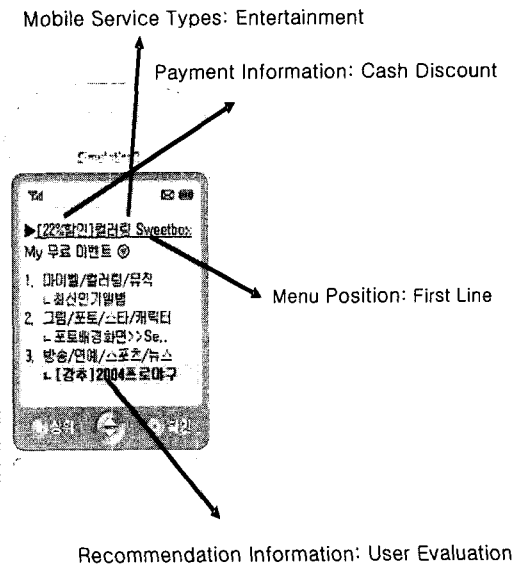 Mobile Service Types: Entertainment
Payment Information: Cash Discount
▶[22%할인]컬러링 Sweetbox
My 무료 이벤트
Menu Position: First Line
1. 마이벨/컬러링/뮤직
ㄴ최신인기일별
2. 그림/포토/스타/캐릭터
ㄴ포토배경화면>>Se..
3. 방송/연예/스포츠/뉴스
ㄴ[강추]2004프로야구
상위
Recommendation Information: User Evaluation